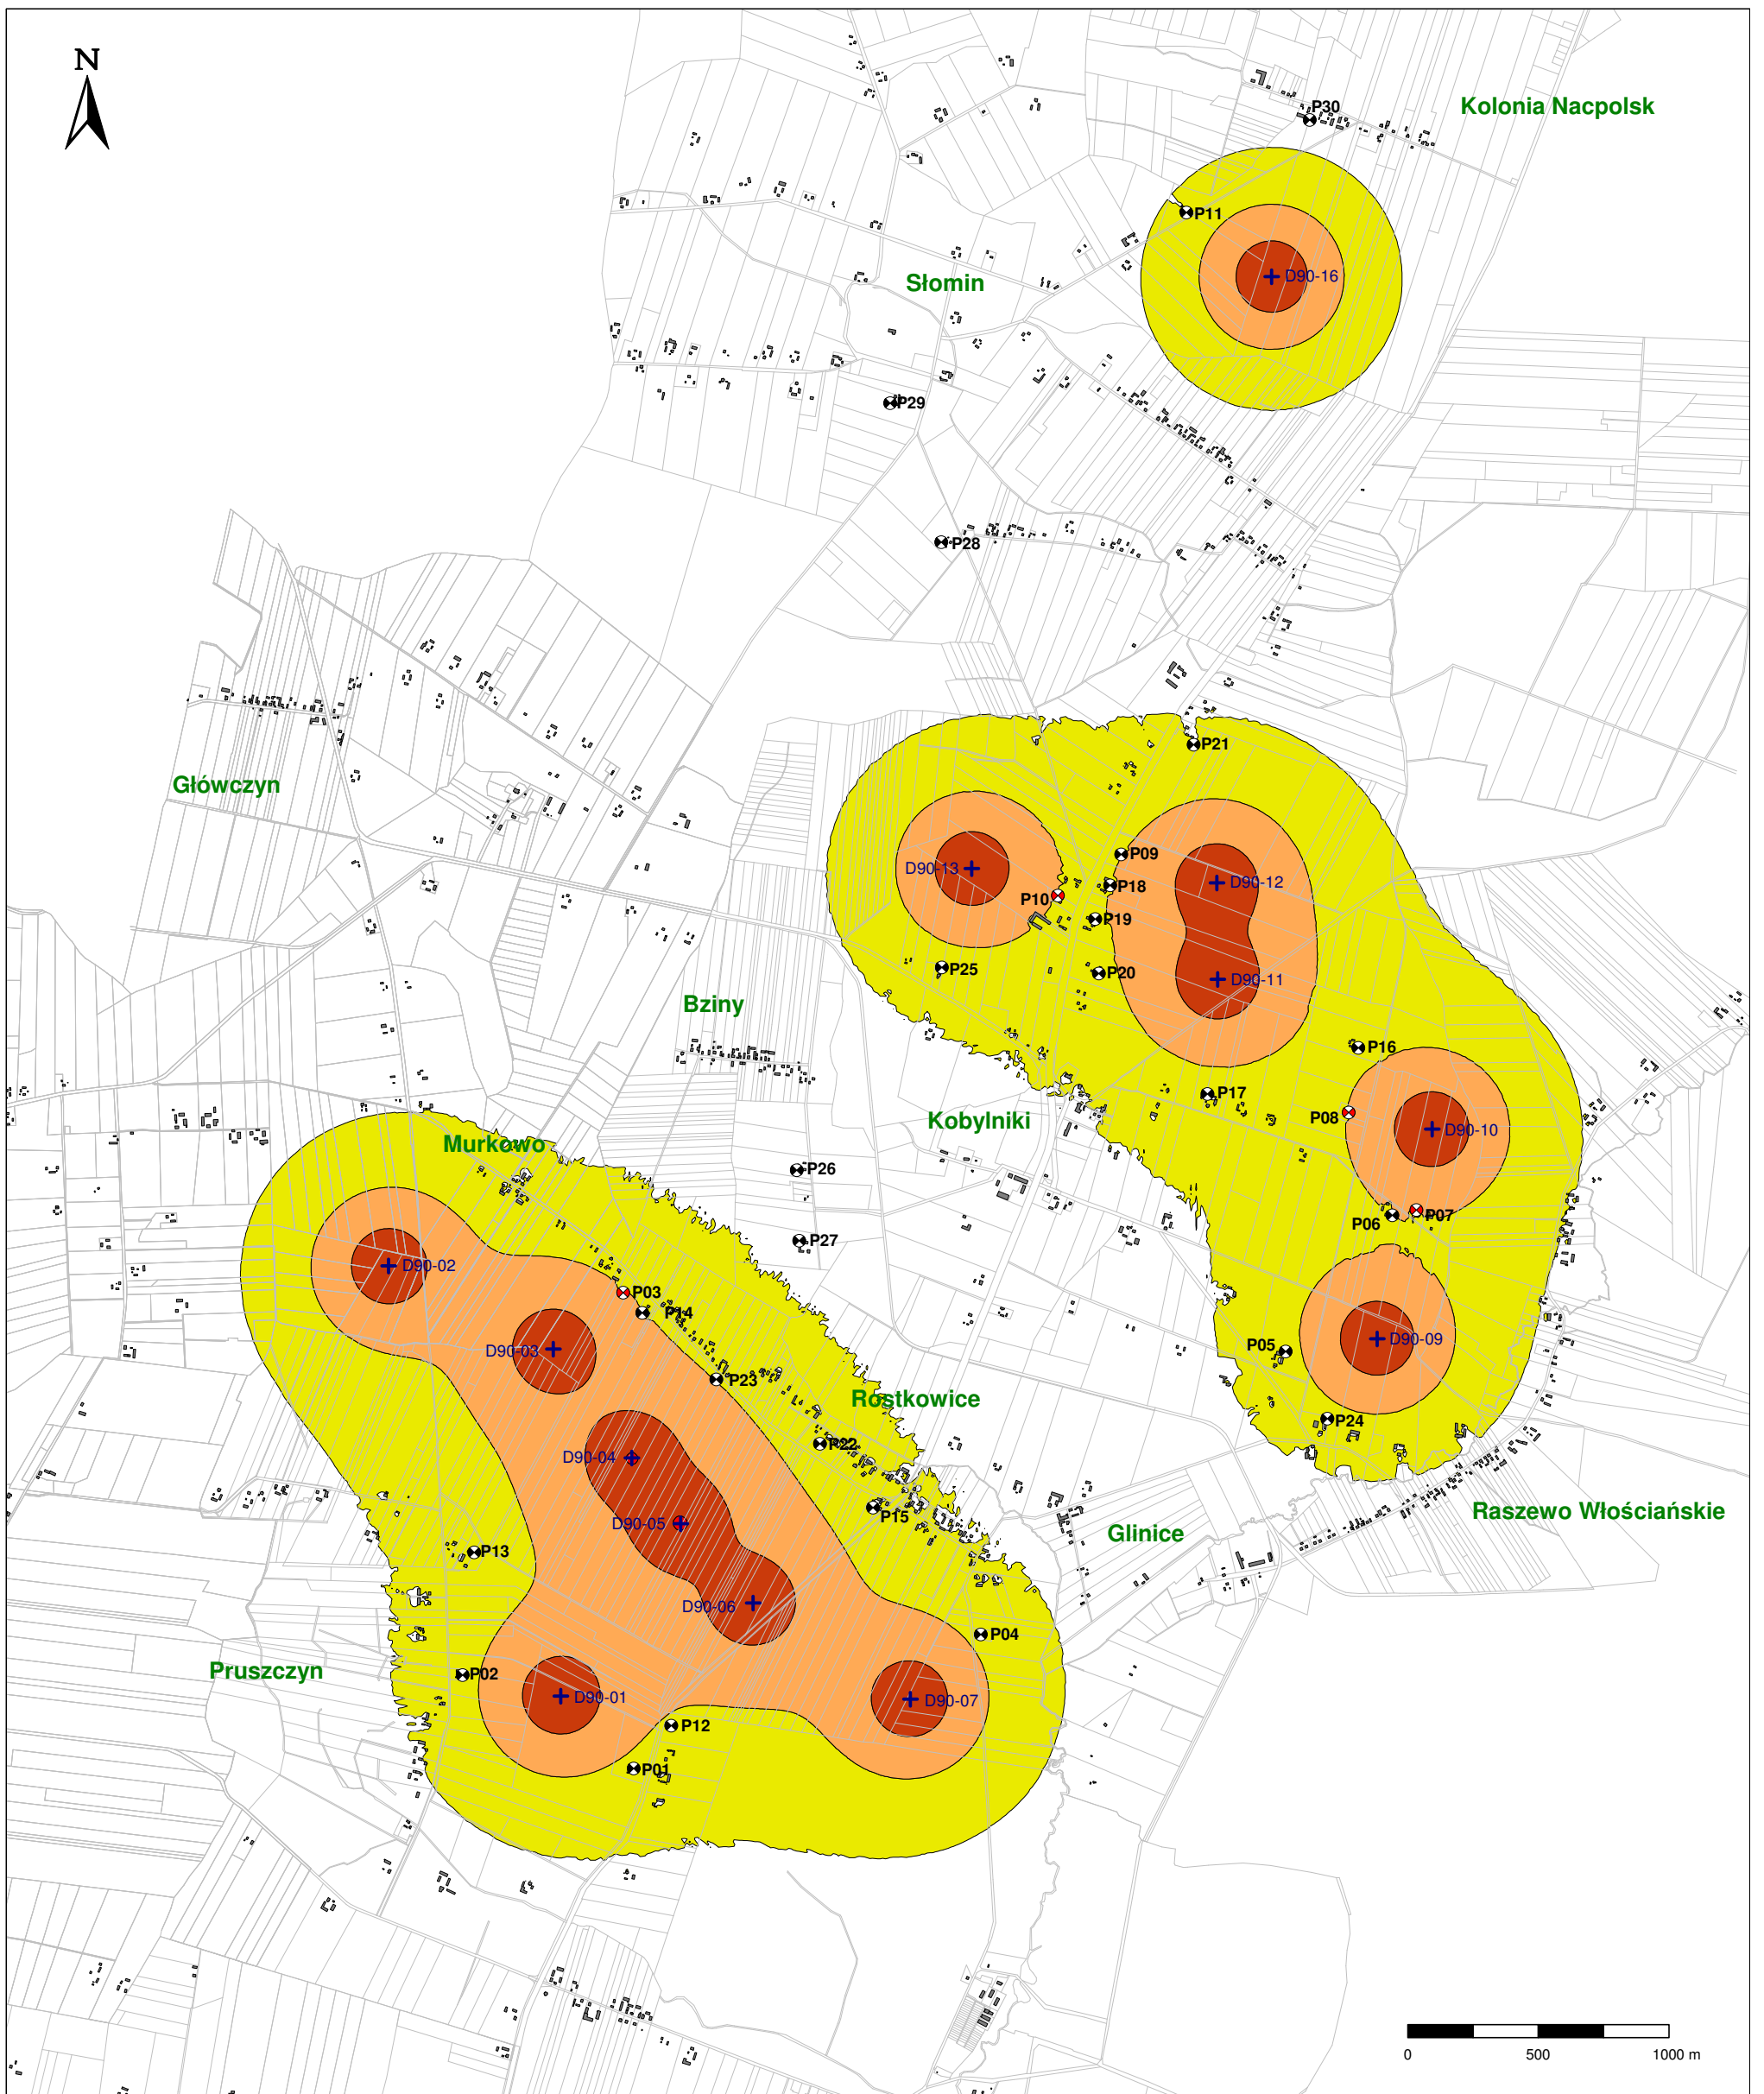 N
P30
Kolonia Nacpolsk
P11
D90-16
Słomin
P29
P28
P21
Główczyn
P09
D90-13
D90-12
P18
P10
P19
P25
P20
D90-11
Bziny
P16
P17
P08
Kobylniki
D90-10
Murkowo
P26
P06
P07
P27
D90-02
P03
P14
D90-09
P05
D90-03
P23
Rostkowice
P24
P22
D90-04
Raszewo Włościańskie
P15
D90-05
Glinice
P13
D90-06
P04
Pruszczyn
P02
D90-01
D90-07
P12
P01
0 500 1000 m